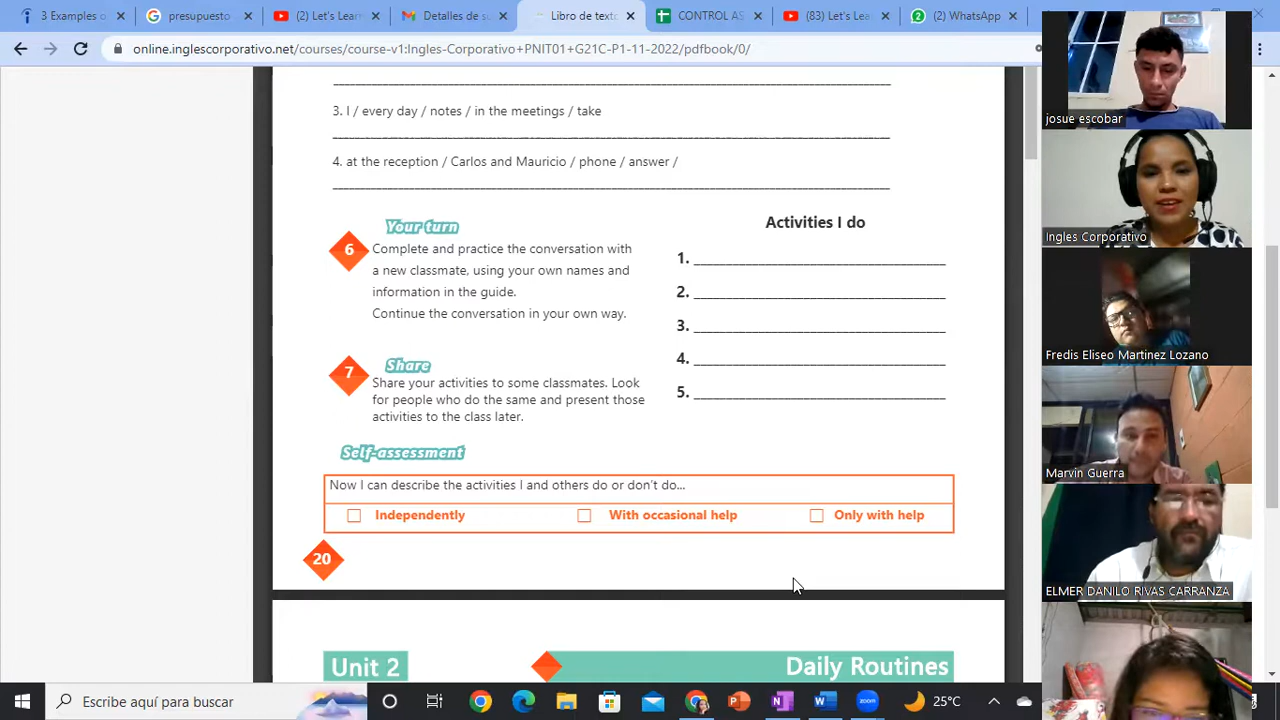 3 Examples
presupuesto
(2) Let's Learn
Detalles de s
Libro de texto
CONTROL AS
(83) Let's Lea
(2) WhatsApp
online.inglescorporativo.net/courses/course-v1:Ingles-Corporativo+PNIT01+G21C-P1-11-2022/pdfbook/0/
3. I / every day / notes / in the meetings / take
4. at the reception / Carlos and Mauricio / phone / answer /
6
Your turn
Complete and practice the conversation with
a new classmate, using your own names and
information in the guide.
Continue the conversation in your own way.
7
Share
Share your activities to some classmates. Look
for people who do the same and present those
activities to the class later.
Activities I do
1.
2.
3.
4.
5.
Self-assessment
Now I can describe the activities I and others do or don't do...
Independently
With occasional help
Only with help
20
Unit 2
Daily Routines
josue escobar
Ingles Corporativo
Fredis Eliseo Martinez Lozano
Marvin Guerra
ELMER DANILO RIVAS CARRANZA
Escribe aquí para buscar
zoom
25°C